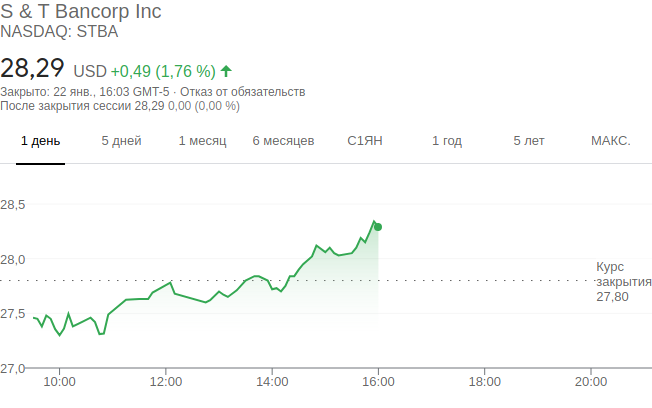 S & T Bancorp Inc
NASDAQ: STBA
28,29 USD +0,49 (1,76 %)
Закрыто: 22 янв., 16:03 GMT-5 · Отказ от обязательств
После закрытия сессии 28,29 0,00 (0,00 %)
1 день 5 дней 1 месяц 6 месяцев С1ЯН 1 год 5 лет МАКС.
28,5
28,0
Курс
закрытия
27,80
27,5
27,0
10:00 12:00 14:00 16:00 18:00 20:00